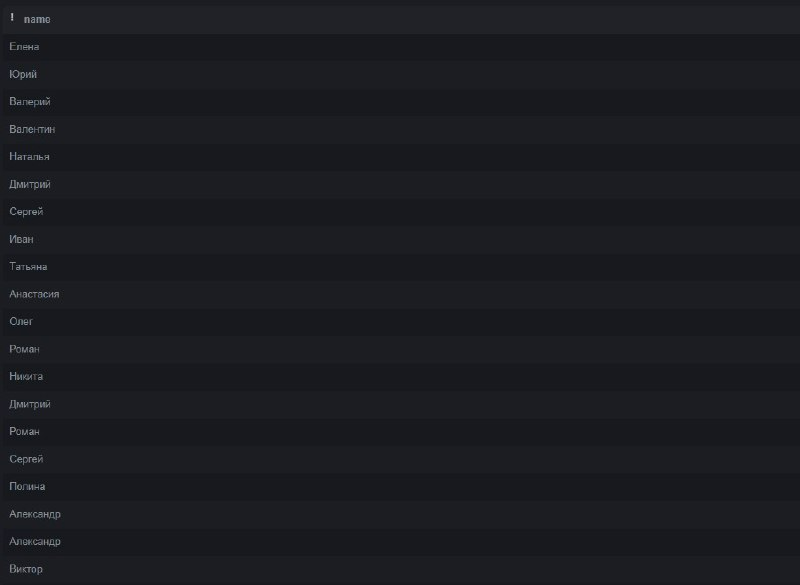 ! name
Елена
Юрий
Валерий
Валентин
Наталья
Дмитрий
Сергей
Иван
Татьяна
Анастасия
Олег
Роман
Никита
Дмитрий
Роман
Сергей
Полина
Александр
Александр
Виктор